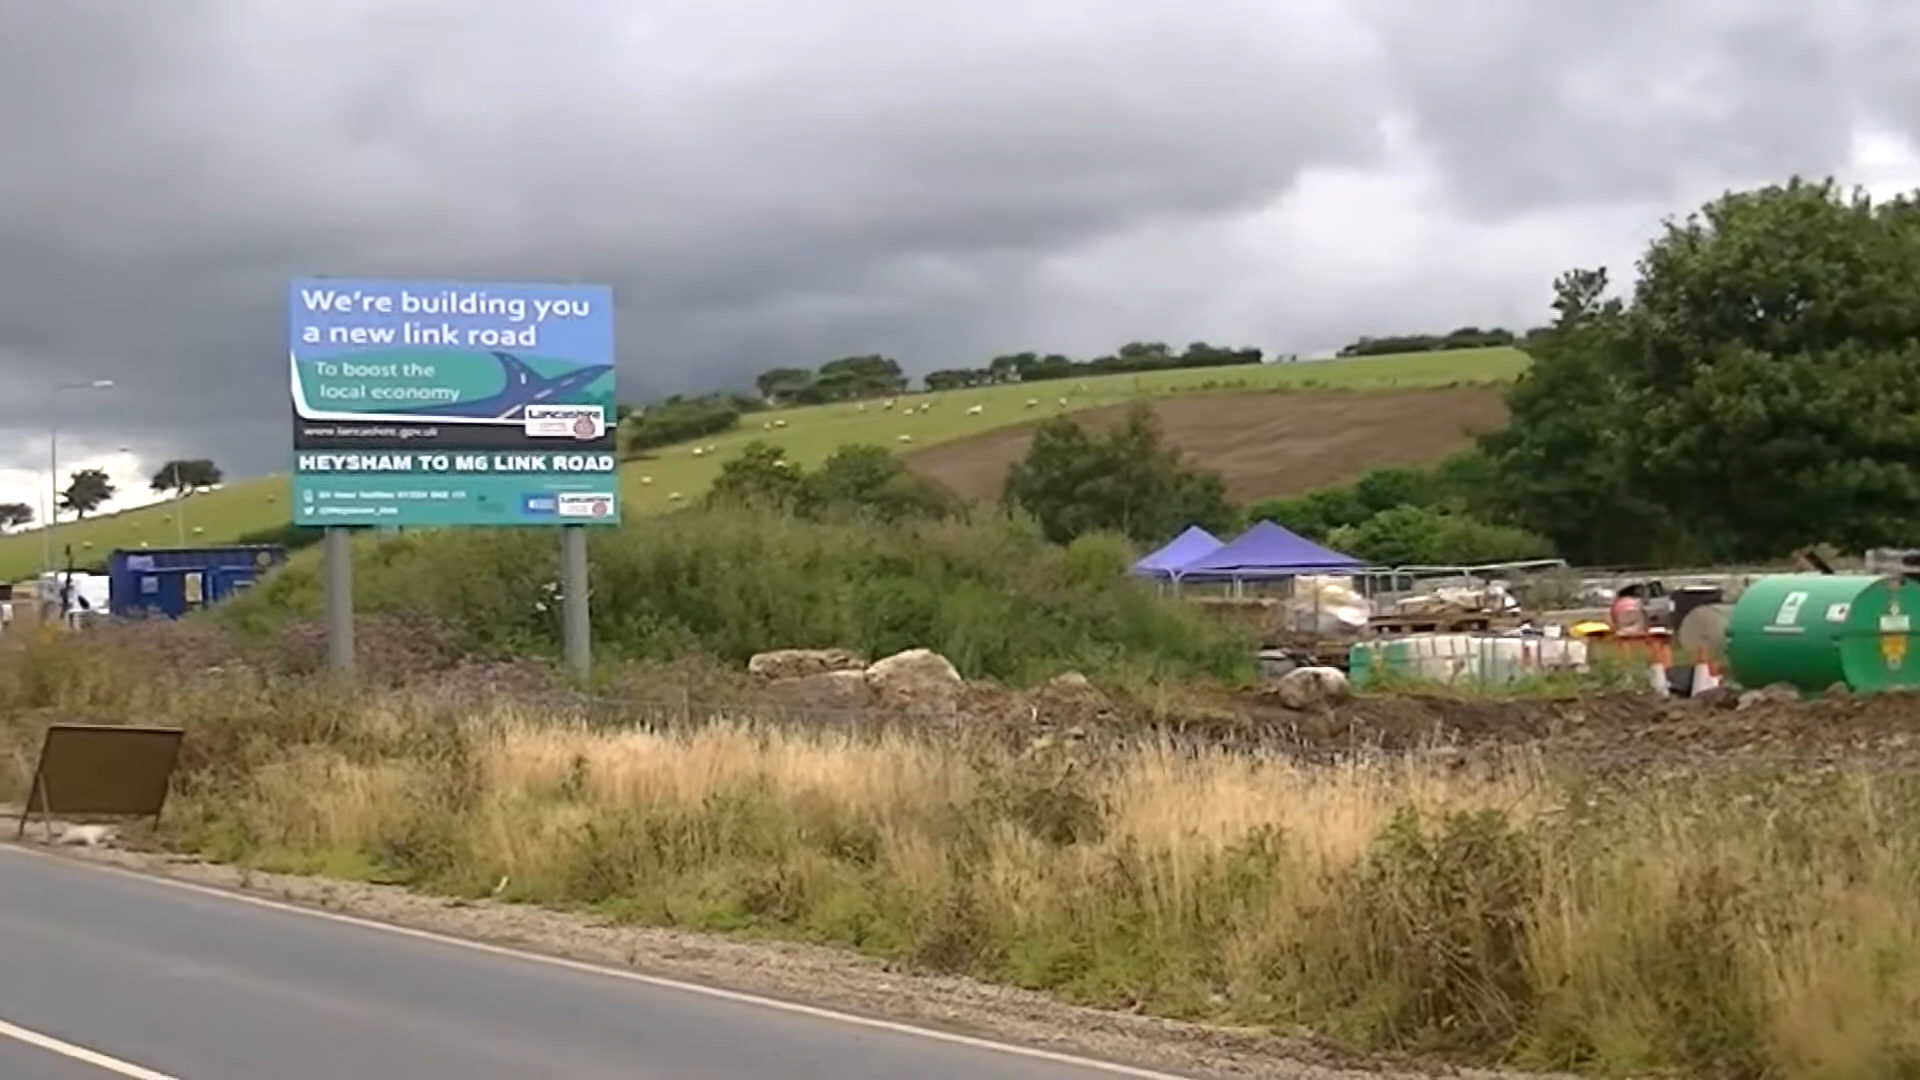 We're building you
a new link road
To boost the
local economy
Lancashire
www.lancashire.gov.uk
HEYSHAM TO M6 LINK ROAD
Lancashire